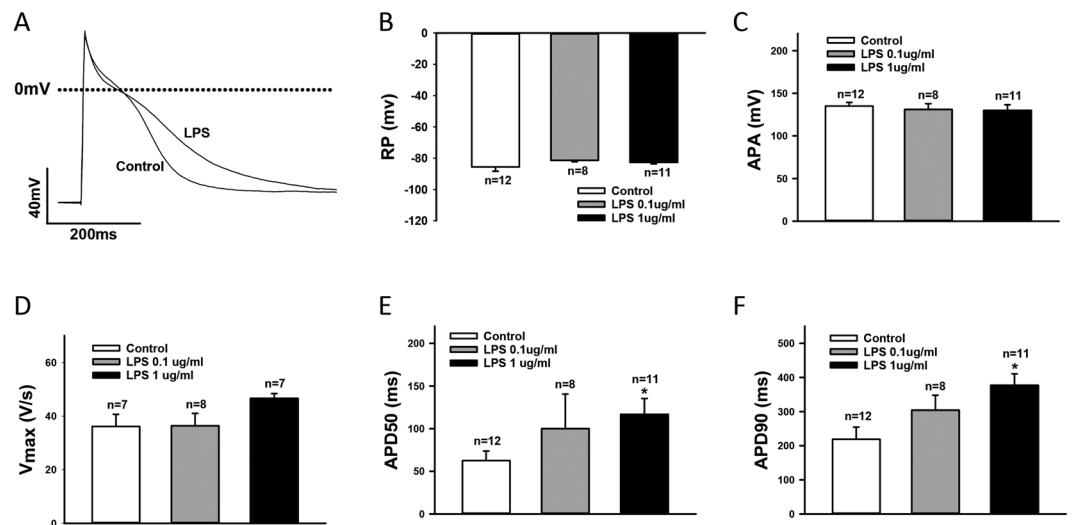 A
0mV
LPS
Control
40mV
200ms
B
0
-20
-40
-60
-80
-100
-120
RP (mv)
n=12
n=8
n=11
Control
LPS 0.1ug/ml
LPS 1ug/ml
C
Control
LPS 0.1ug/ml
LPS 1ug/ml
200
150
100
50
0
APA (mV)
n=12
n=8
n=11
D
Control
LPS 0.1 ug/ml
LPS 1 ug/ml
60
40
20
0
Vmax (V/s)
n=7
n=8
n=7
E
Control
LPS 0.1ug/ml
LPS 1 ug/ml
200
150
100
50
0
APD50 (ms)
n=12
n=8
n=11
*
F
Control
LPS 0.1ug/ml
LPS 1ug/ml
500
400
300
200
100
0
APD90 (ms)
n=12
n=8
n=11
*